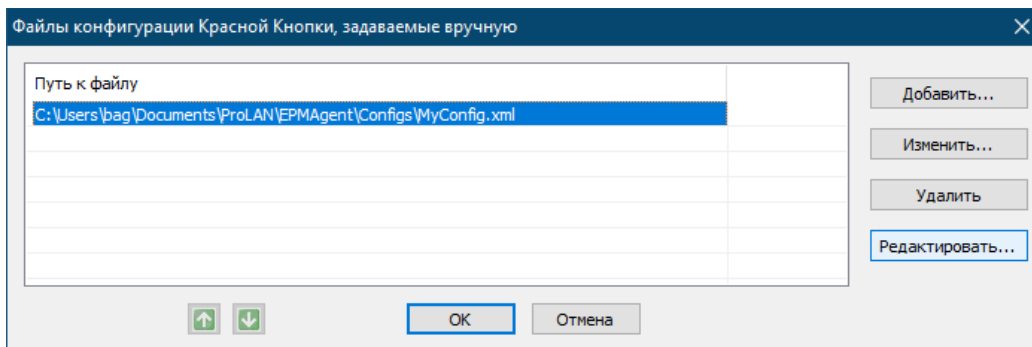 Файлы конфигурации Красной Кнопки, задаваемые вручную
Путь к файлу
C:\Users\bag\Documents\ProLAN\EPMAgent\Configs\MyConfig.xml
Добавить...
Изменить...
Удалить
Редактировать...
OK
Отмена